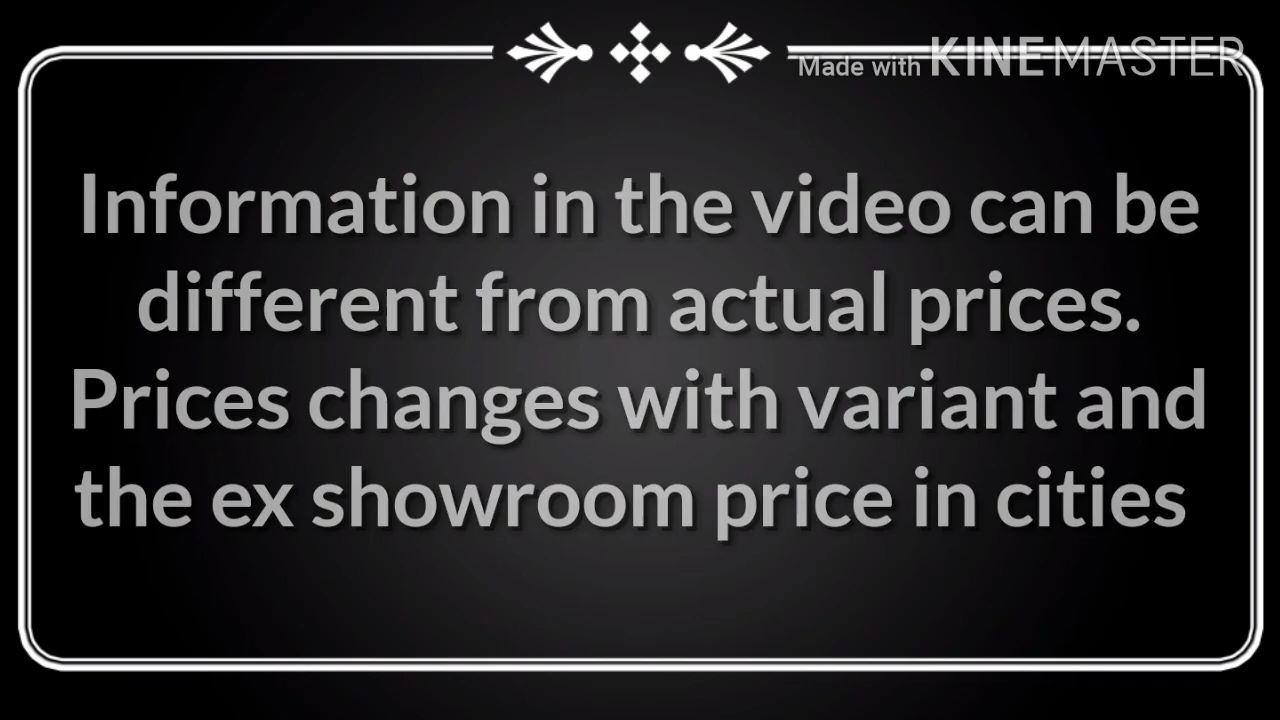 Made with KINEMASTER
Information in the video can be
different from actual prices.
Prices changes with variant and
the ex showroom price in cities